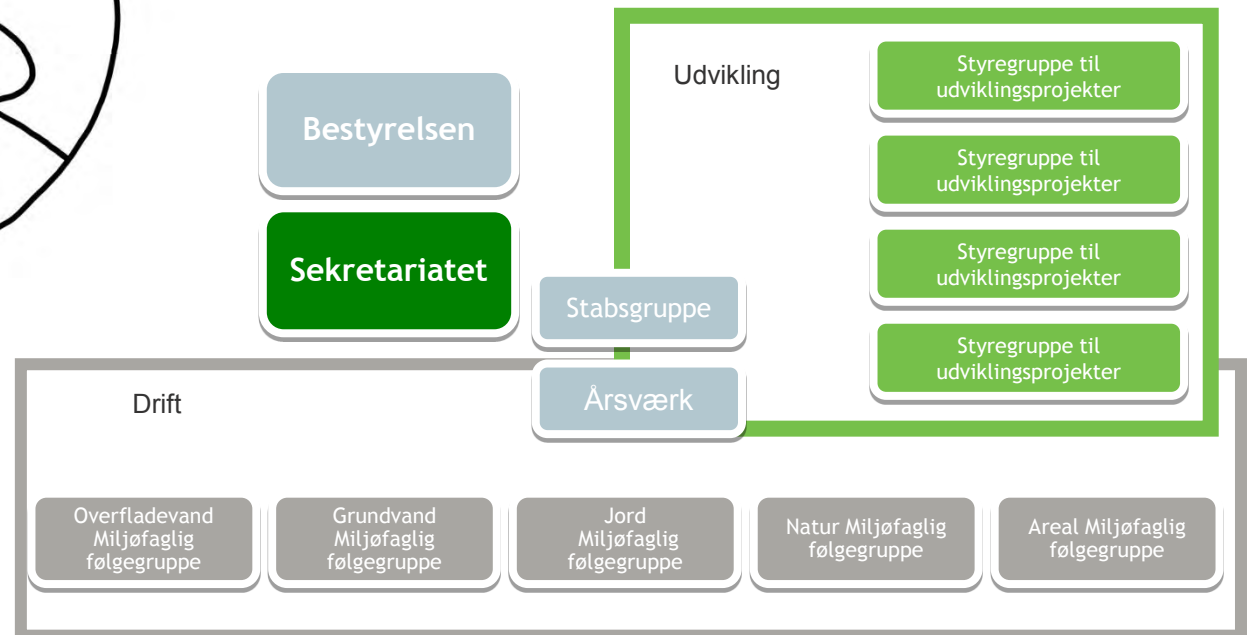 Udvikling
Bestyrelsen
Sekretariatet
Stabsgruppe
Årsværk
Styregruppe til
udviklingsprojekter
Styregruppe til
udviklingsprojekter
Styregruppe til
udviklingsprojekter
Styregruppe til
udviklingsprojekter
Drift
Overfladevand
Miljøfaglig
følgegruppe
Grundvand
Miljøfaglig
følgegruppe
Jord
Miljøfaglig
følgegruppe
Natur Miljøfaglig
følgegruppe
Areal Miljøfaglig
følgegruppe